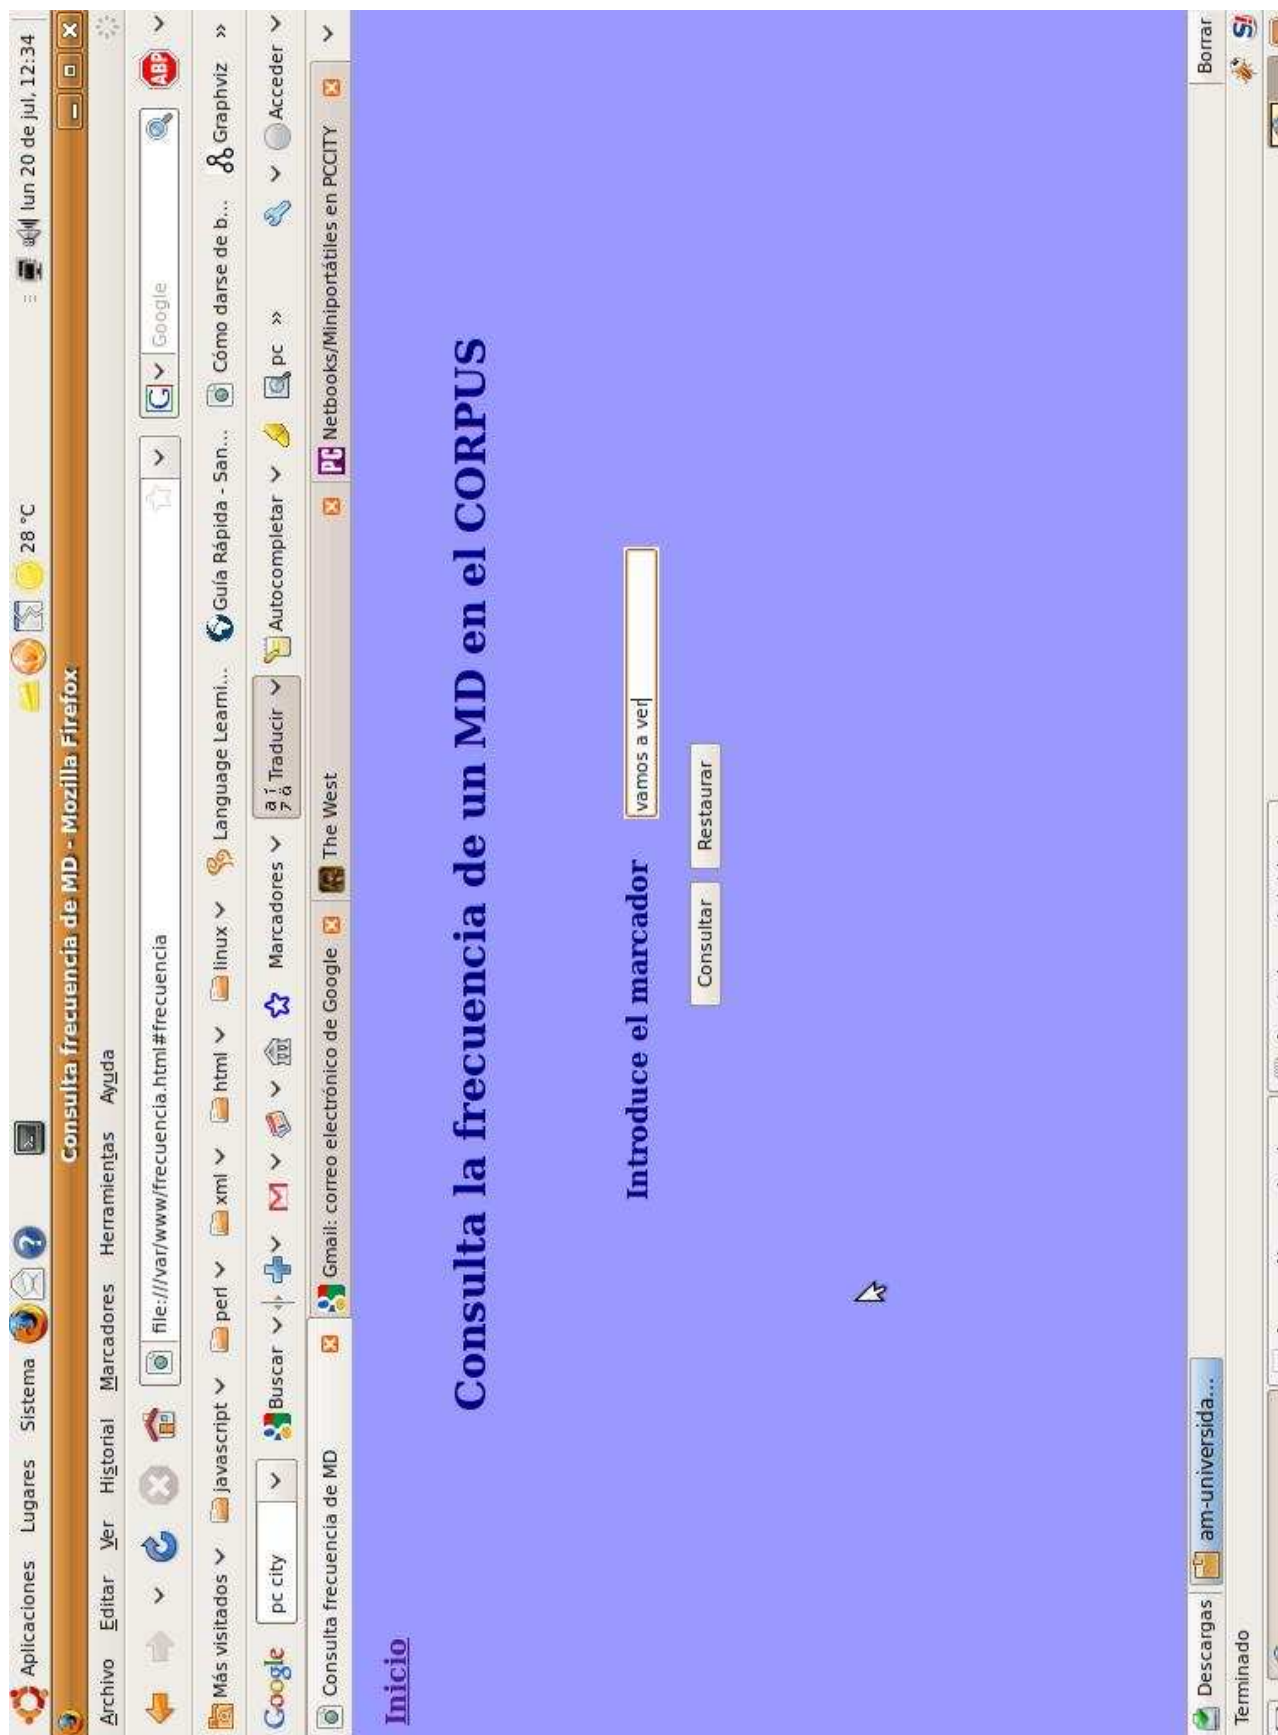 Aplicaciones Lugares Sistema 28 °C lun 20 de jul, 12:34
Consulta frecuencia de MD - Mozilla Firefox
Archivo Editar Ver Historial Marcadores Herramientas Ayuda
file:///var/www/frecuencia.html#frecuencia Google ABP
Más visitados javascript perl xml html linux Language Learni... Guía Rápida - San... Cómo darse de b... Graphviz »
Google pc city Buscar Marcadores Traducir Autocompletar pc » Acceder
Consulta frecuencia de MD Gmail: correo electrónico de Google The West PC Netbooks/Miniportátiles en PCCITY
Inicio
Consulta la frecuencia de un MD en el CORPUS
Introduce el marcador vamos a ver
Consultar Restaurar
Descargas am-universida... Borrar
Terminado